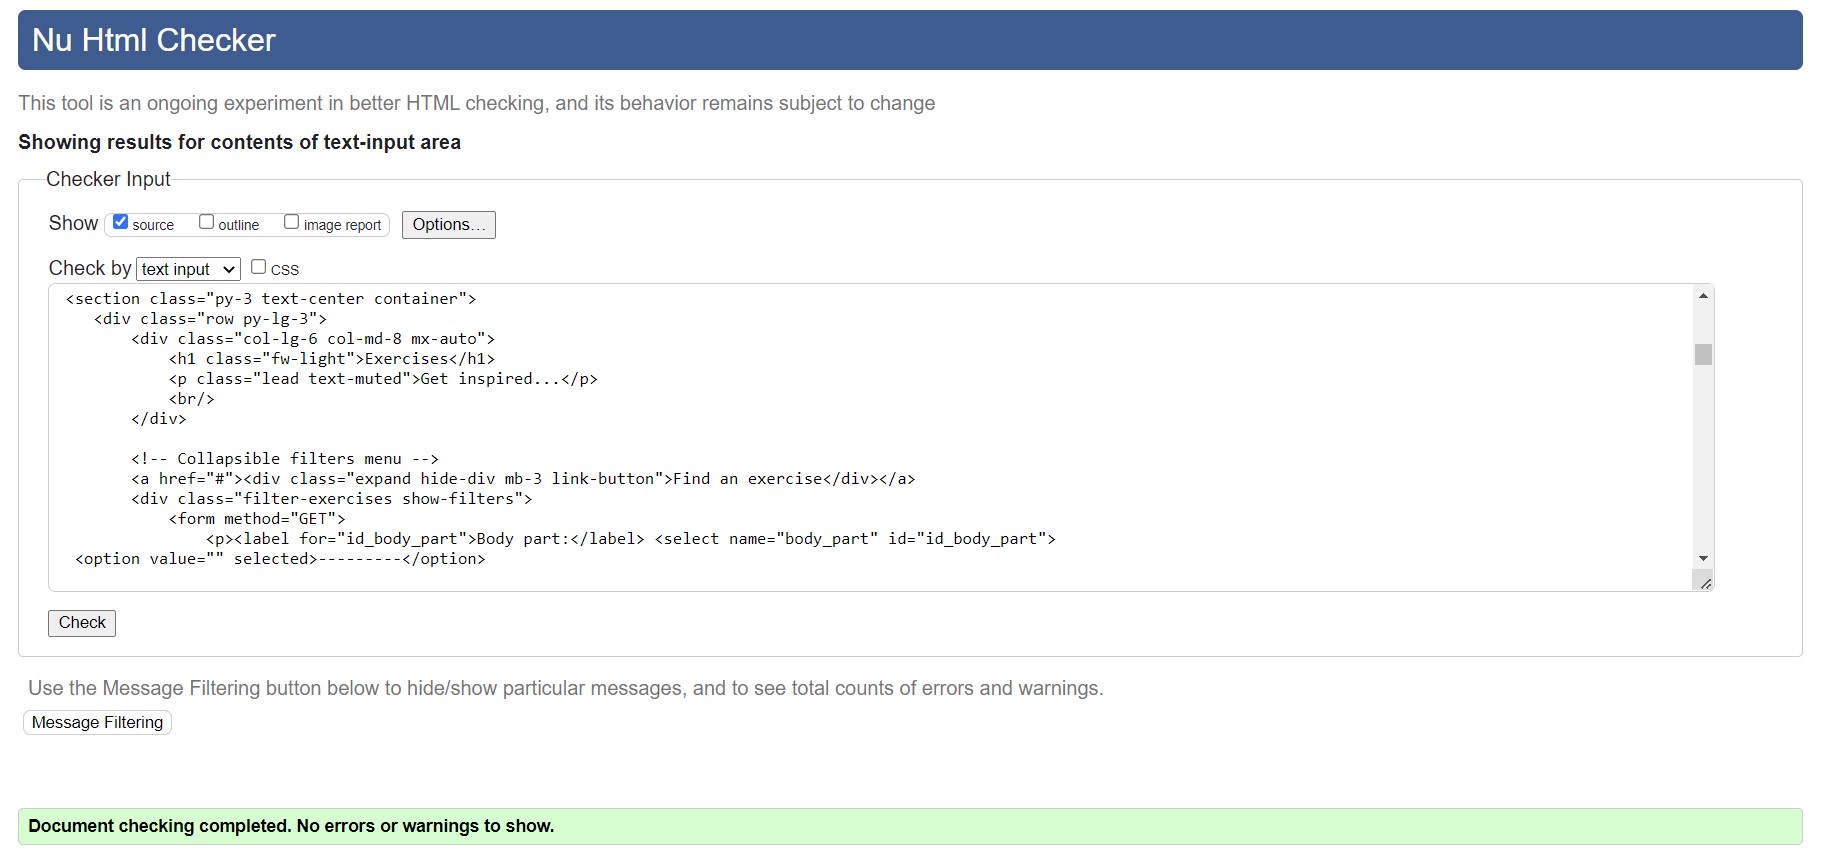 Nu Html Checker
This tool is an ongoing experiment in better HTML checking, and its behavior remains subject to change
Showing results for contents of text-input area
Checker Input
Show source outline image report Options...
Check by text input CSS
<section class="py-3 text-center container">
<div class="row py-lg-3">
<div class="col-lg-6 col-md-8 mx-auto">
<h1 class="fw-light">Exercises</h1>
<p class="lead text-muted">Get inspired...</p>
<br/>
</div>
<!-- Collapsible filters menu -->
<a href="#"><div class="expand hide-div mb-3 link-button">Find an exercise</div></a>
<div class="filter-exercises show-filters">
<form method="GET">
<p><label for="id_body_part">Body part:</label> <select name="body_part" id="id_body_part">
<option value="" selected>---------</option>
Check
Use the Message Filtering button below to hide/show particular messages, and to see total counts of errors and warnings.
Message Filtering
Document checking completed. No errors or warnings to show.